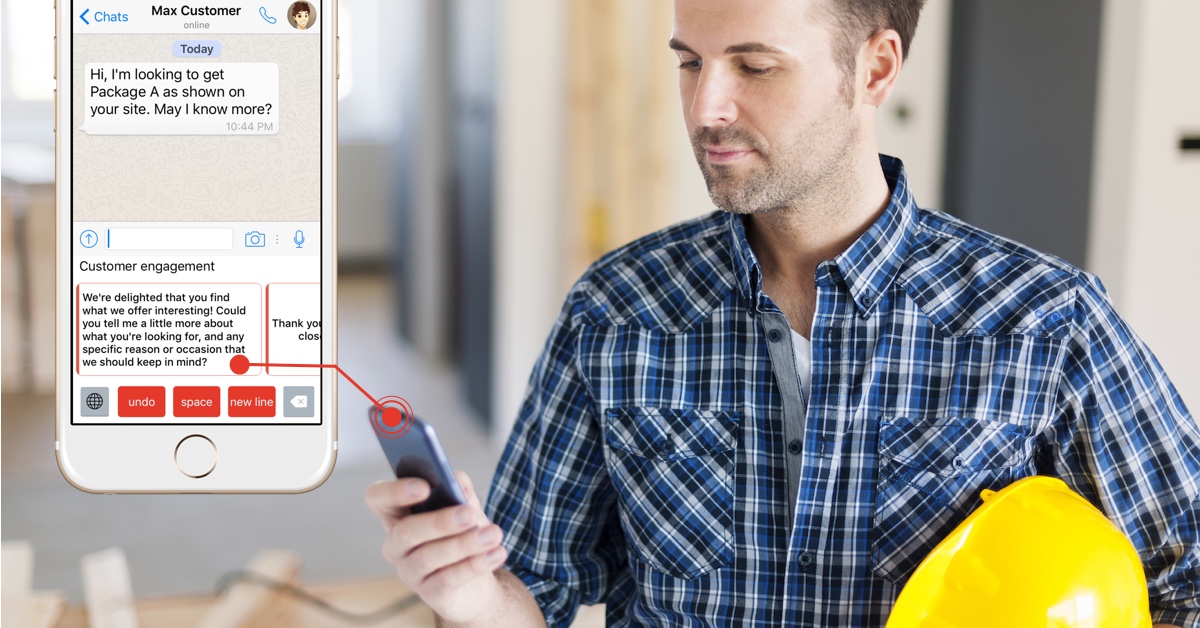 Chats
Max Customer
online
Today
Hi, I'm looking to get
Package A as shown on
your site. May I know more?
10:44 PM
Customer engagement
We're delighted that you find
what we offer interesting! Could
you tell me a little more about
what you're looking for, and any
specific reason or occasion that
we should keep in mind?
Thank you
undo
space
new line